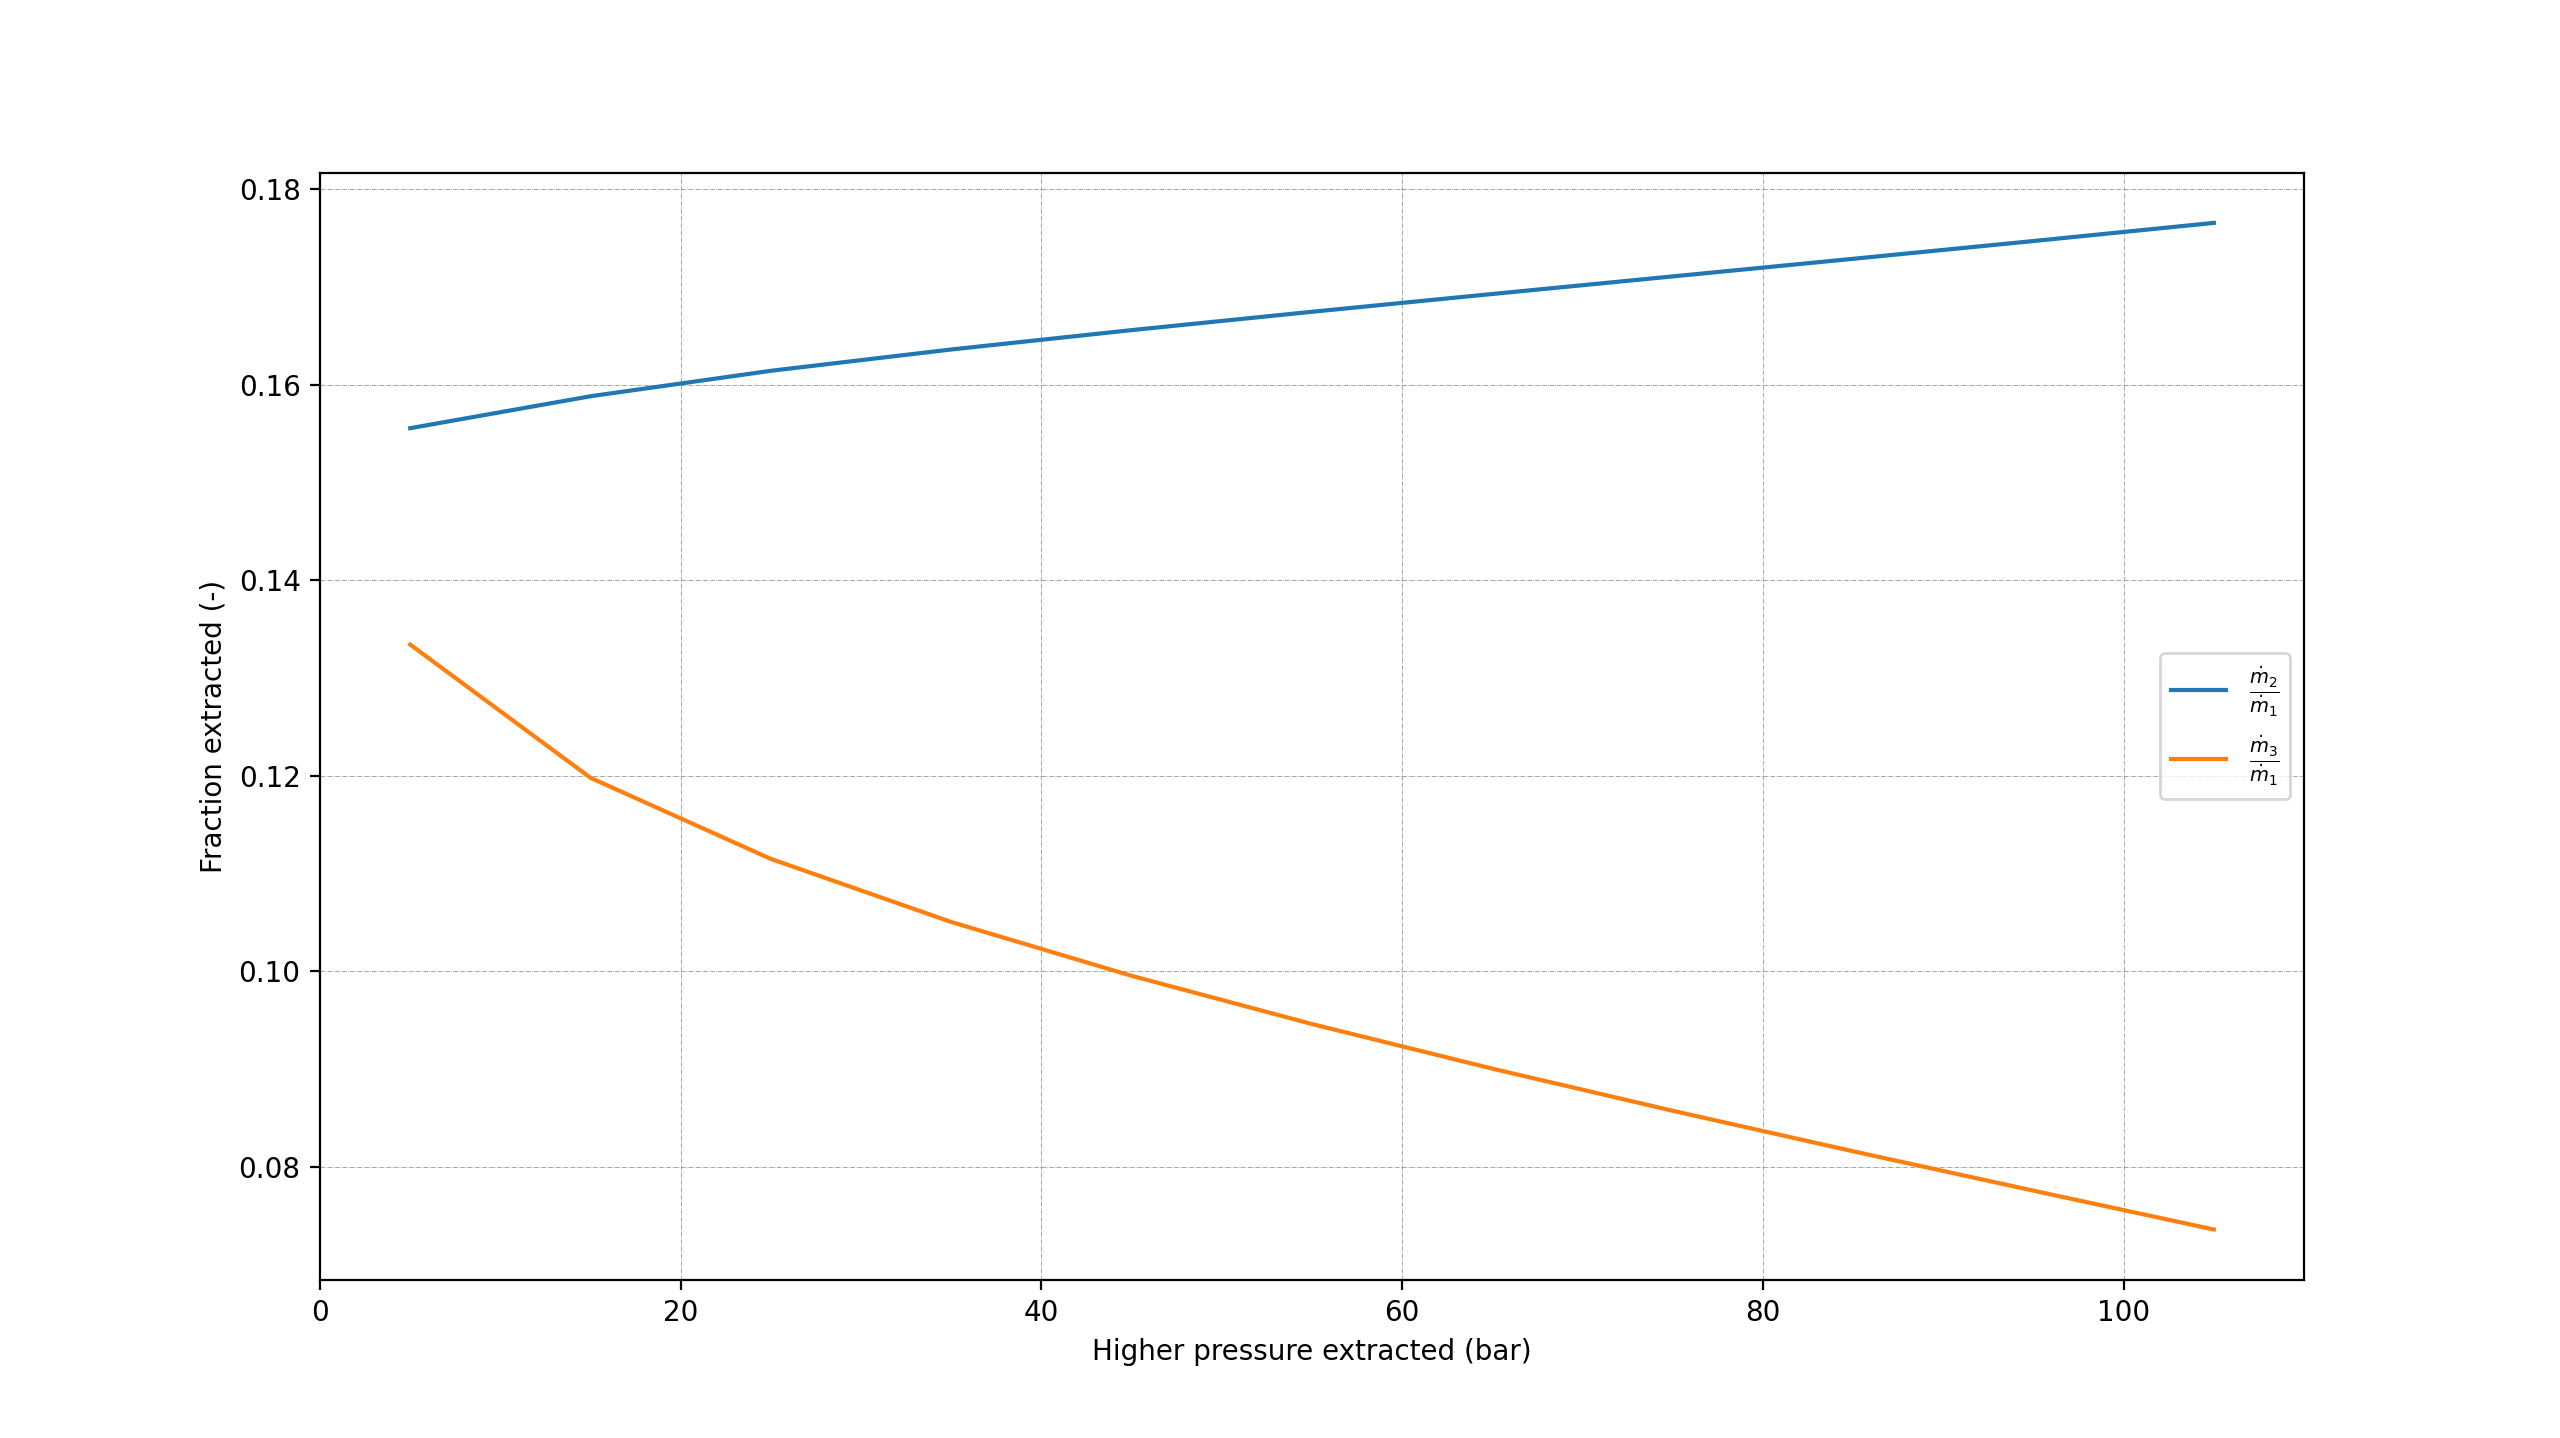 0.18
0.16
0.14
0.12
0.10
0.08
Fraction extracted (-)
ṁ₂
ṁ₁
ṁ₃
ṁ₁
0 20 40 60 80 100
Higher pressure extracted (bar)